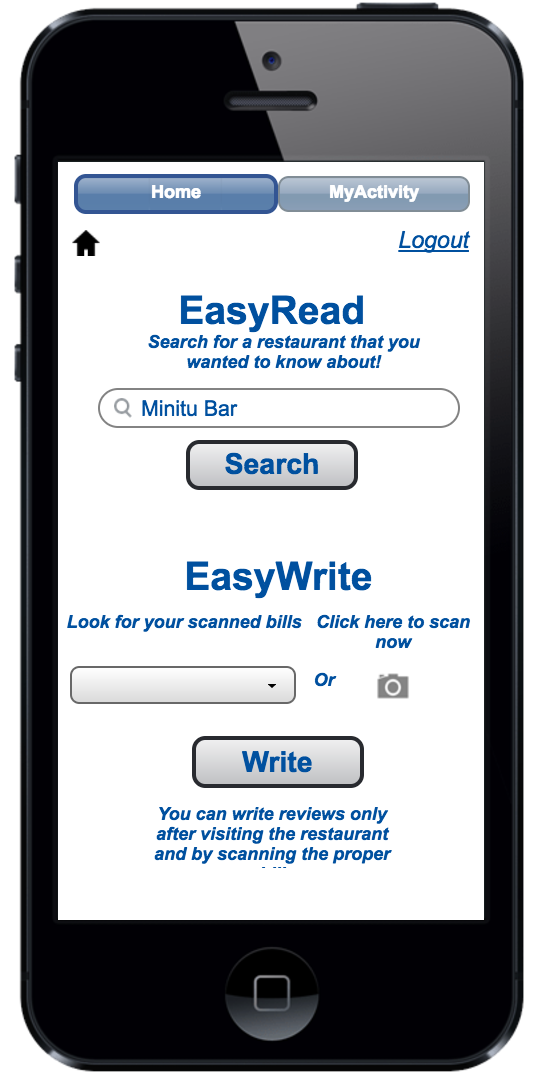 Home MyActivity
Logout
EasyRead
Search for a restaurant that you
wanted to know about!
Minitu Bar
Search
EasyWrite
Look for your scanned bills Click here to scan
now
Or
Write
You can write reviews only
after visiting the restaurant
and by scanning the proper